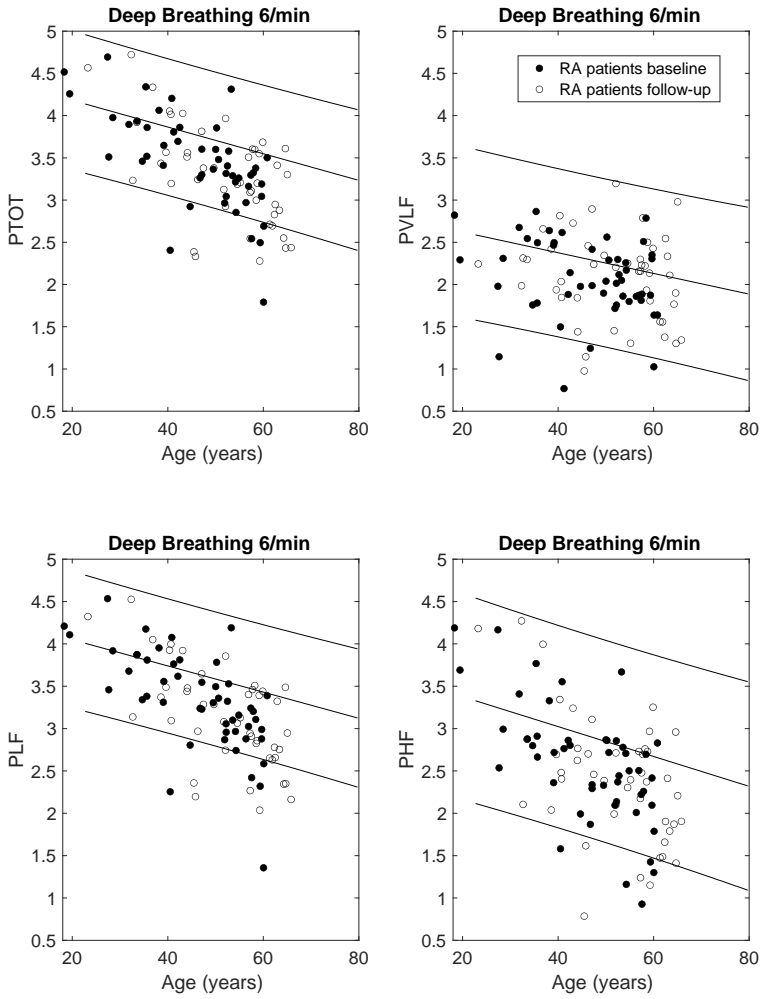 Deep Breathing 6/min
5
4.5
4
3.5
3
2.5
2
1.5
1
0.5
PTOT
20 40 60 80
Age (years)
Deep Breathing 6/min
RA patients baseline
RA patients follow-up
5
4.5
4
3.5
3
2.5
2
1.5
1
0.5
PVLF
20 40 60 80
Age (years)
Deep Breathing 6/min
5
4.5
4
3.5
3
2.5
2
1.5
1
0.5
PLF
20 40 60 80
Age (years)
Deep Breathing 6/min
5
4.5
4
3.5
3
2.5
2
1.5
1
0.5
PHF
20 40 60 80
Age (years)